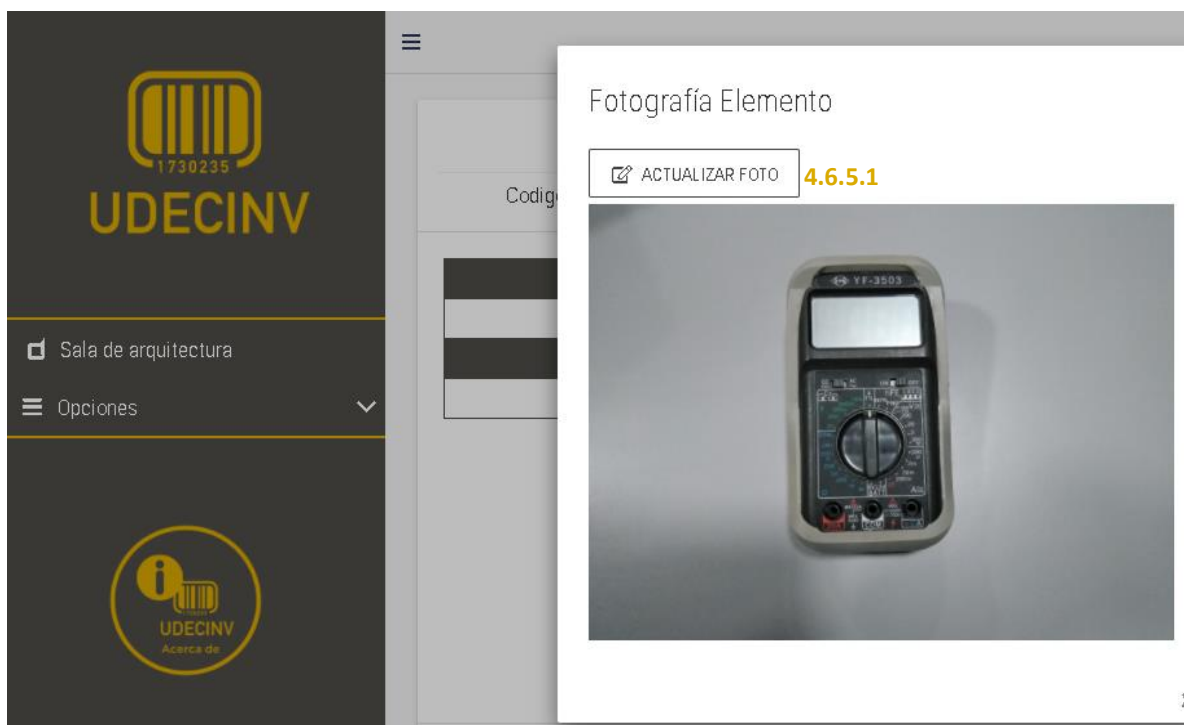 1730235
UDECINV
Sala de arquitectura
Opciones
UDECINV
Acerca de
Codig
Fotografía Elemento
ACTUALIZAR FOTO
4.6.5.1
YF-3503
COM